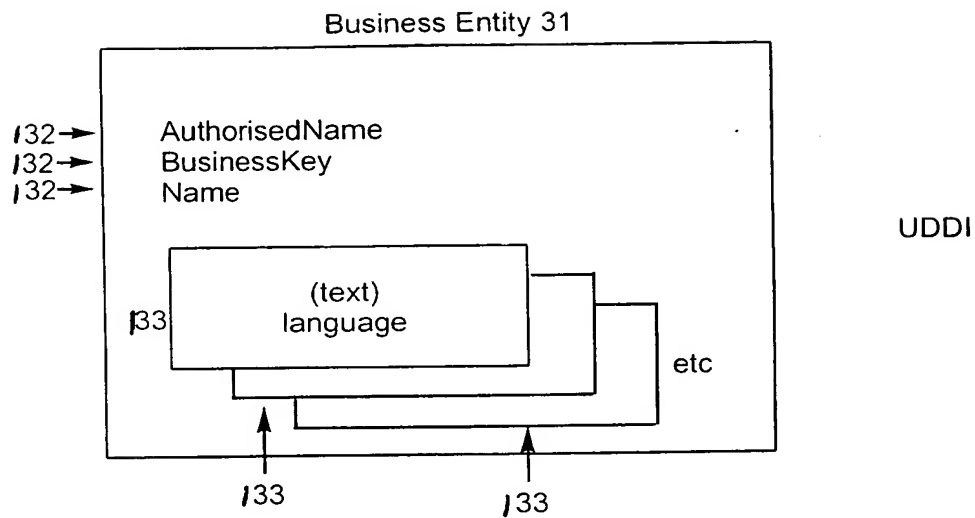 Business Entity 31
132 AuthorisedName
132 BusinessKey
132 Name
UDDI
(text)
language
133
etc
133
133